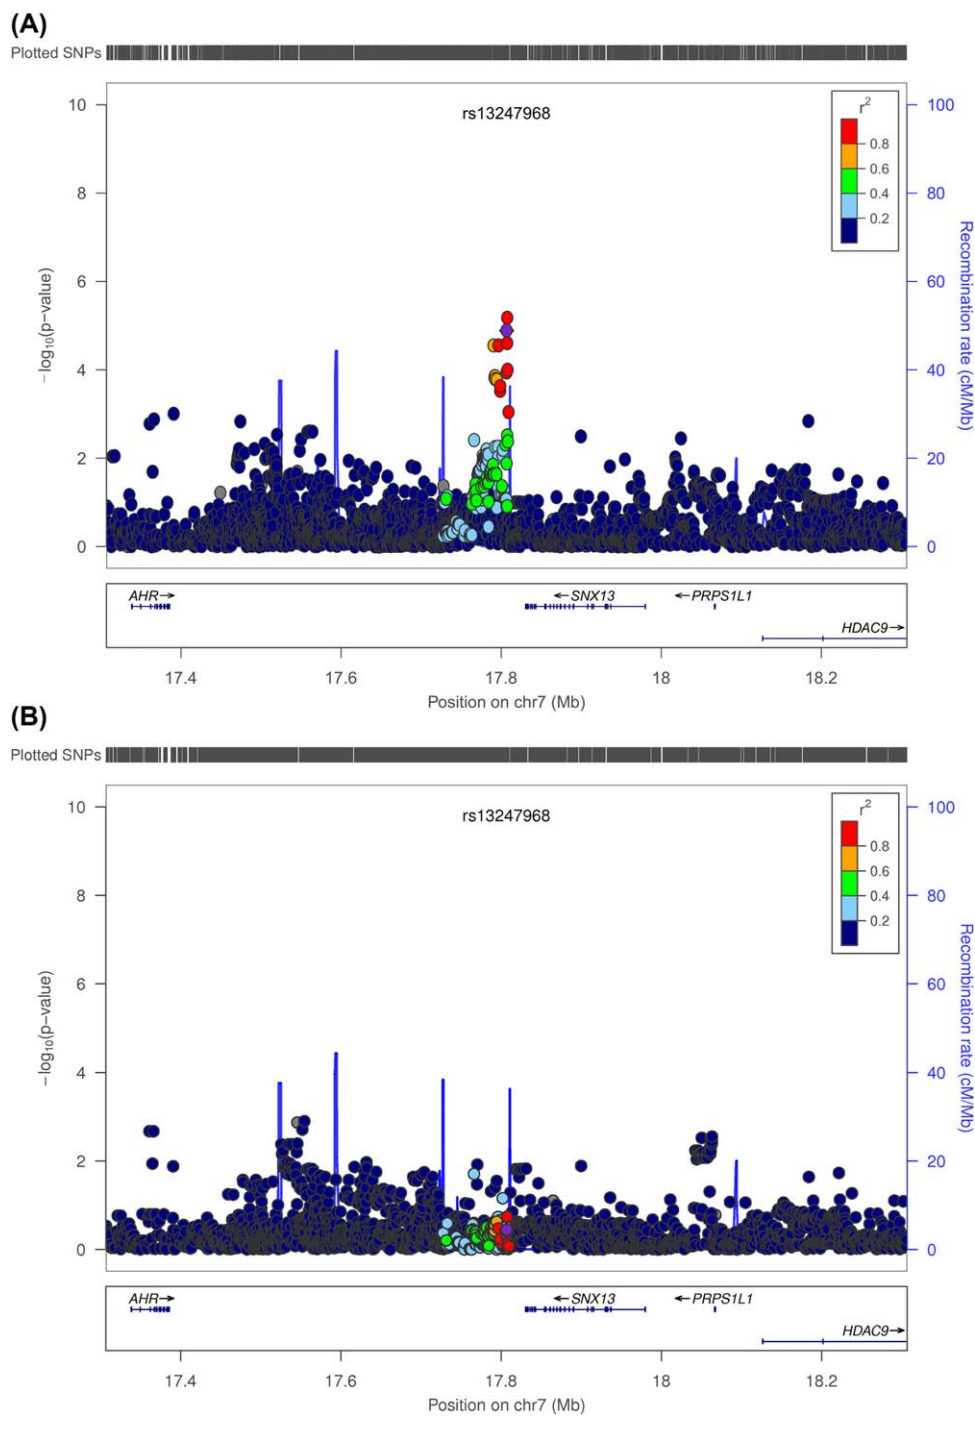 (A)
Plotted SNPs
rs13247968
r2
0.8
0.6
0.4
0.2
10
8
6
4
2
0
−log10(p−value)
100
80
60
40
20
0
Recombination rate (cM/Mb)
AHR→
←SNX13
←PRPS1L1
HDAC9→
17.4
17.6
17.8
18
18.2
Position on chr7 (Mb)
(B)
Plotted SNPs
rs13247968
r2
0.8
0.6
0.4
0.2
10
8
6
4
2
0
−log10(p−value)
100
80
60
40
20
0
Recombination rate (cM/Mb)
AHR→
←SNX13
←PRPS1L1
HDAC9→
17.4
17.6
17.8
18
18.2
Position on chr7 (Mb)